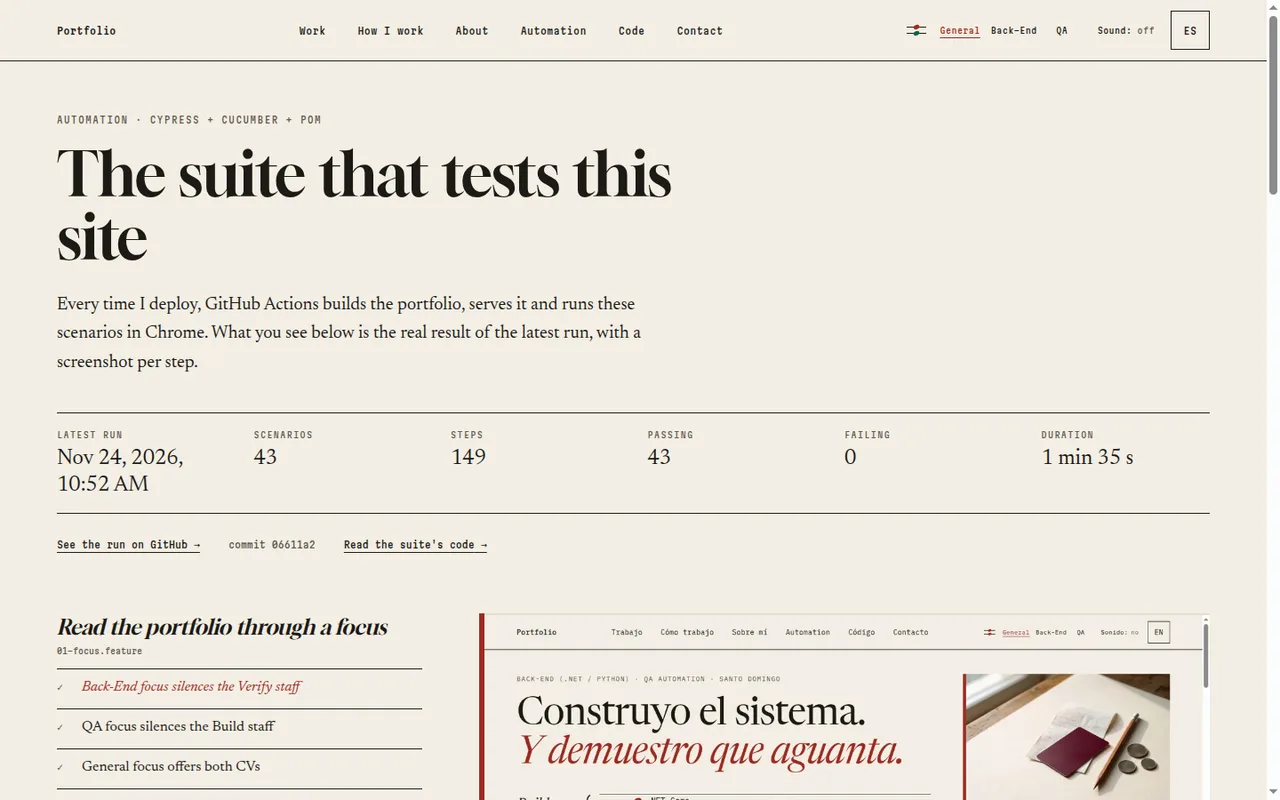 Portfolio
Work
How I work
About
Automation
Code
Contact
General
Back-End
QA
Sound: off
ES
AUTOMATION · CYPRESS + CUCUMBER + POM
The suite that tests this
site
Every time I deploy, GitHub Actions builds the portfolio, serves it and runs these
scenarios in Chrome. What you see below is the real result of the latest run, with a
screenshot per step.
LATEST RUN
Nov 24, 2026,
10:52 AM
SCENARIOS
43
STEPS
149
PASSING
43
FAILING
0
DURATION
1 min 35 s
See the run on GitHub →
commit 06611a2
Read the suite's code →
Read the portfolio through a focus
01-focus.feature
✓ Back-End focus silences the Verify staff
✓ QA focus silences the Build staff
✓ General focus offers both CVs
Portfolio
Trabajo
Cómo trabajo
Sobre mí
Automation
Código
Contacto
General
Back-End
QA
Sonido: no
EN
BACK-END (.NET / PYTHON) · QA AUTOMATION · SANTO DOMINGO
Construyo el sistema.
Y demuestro que aguanta.